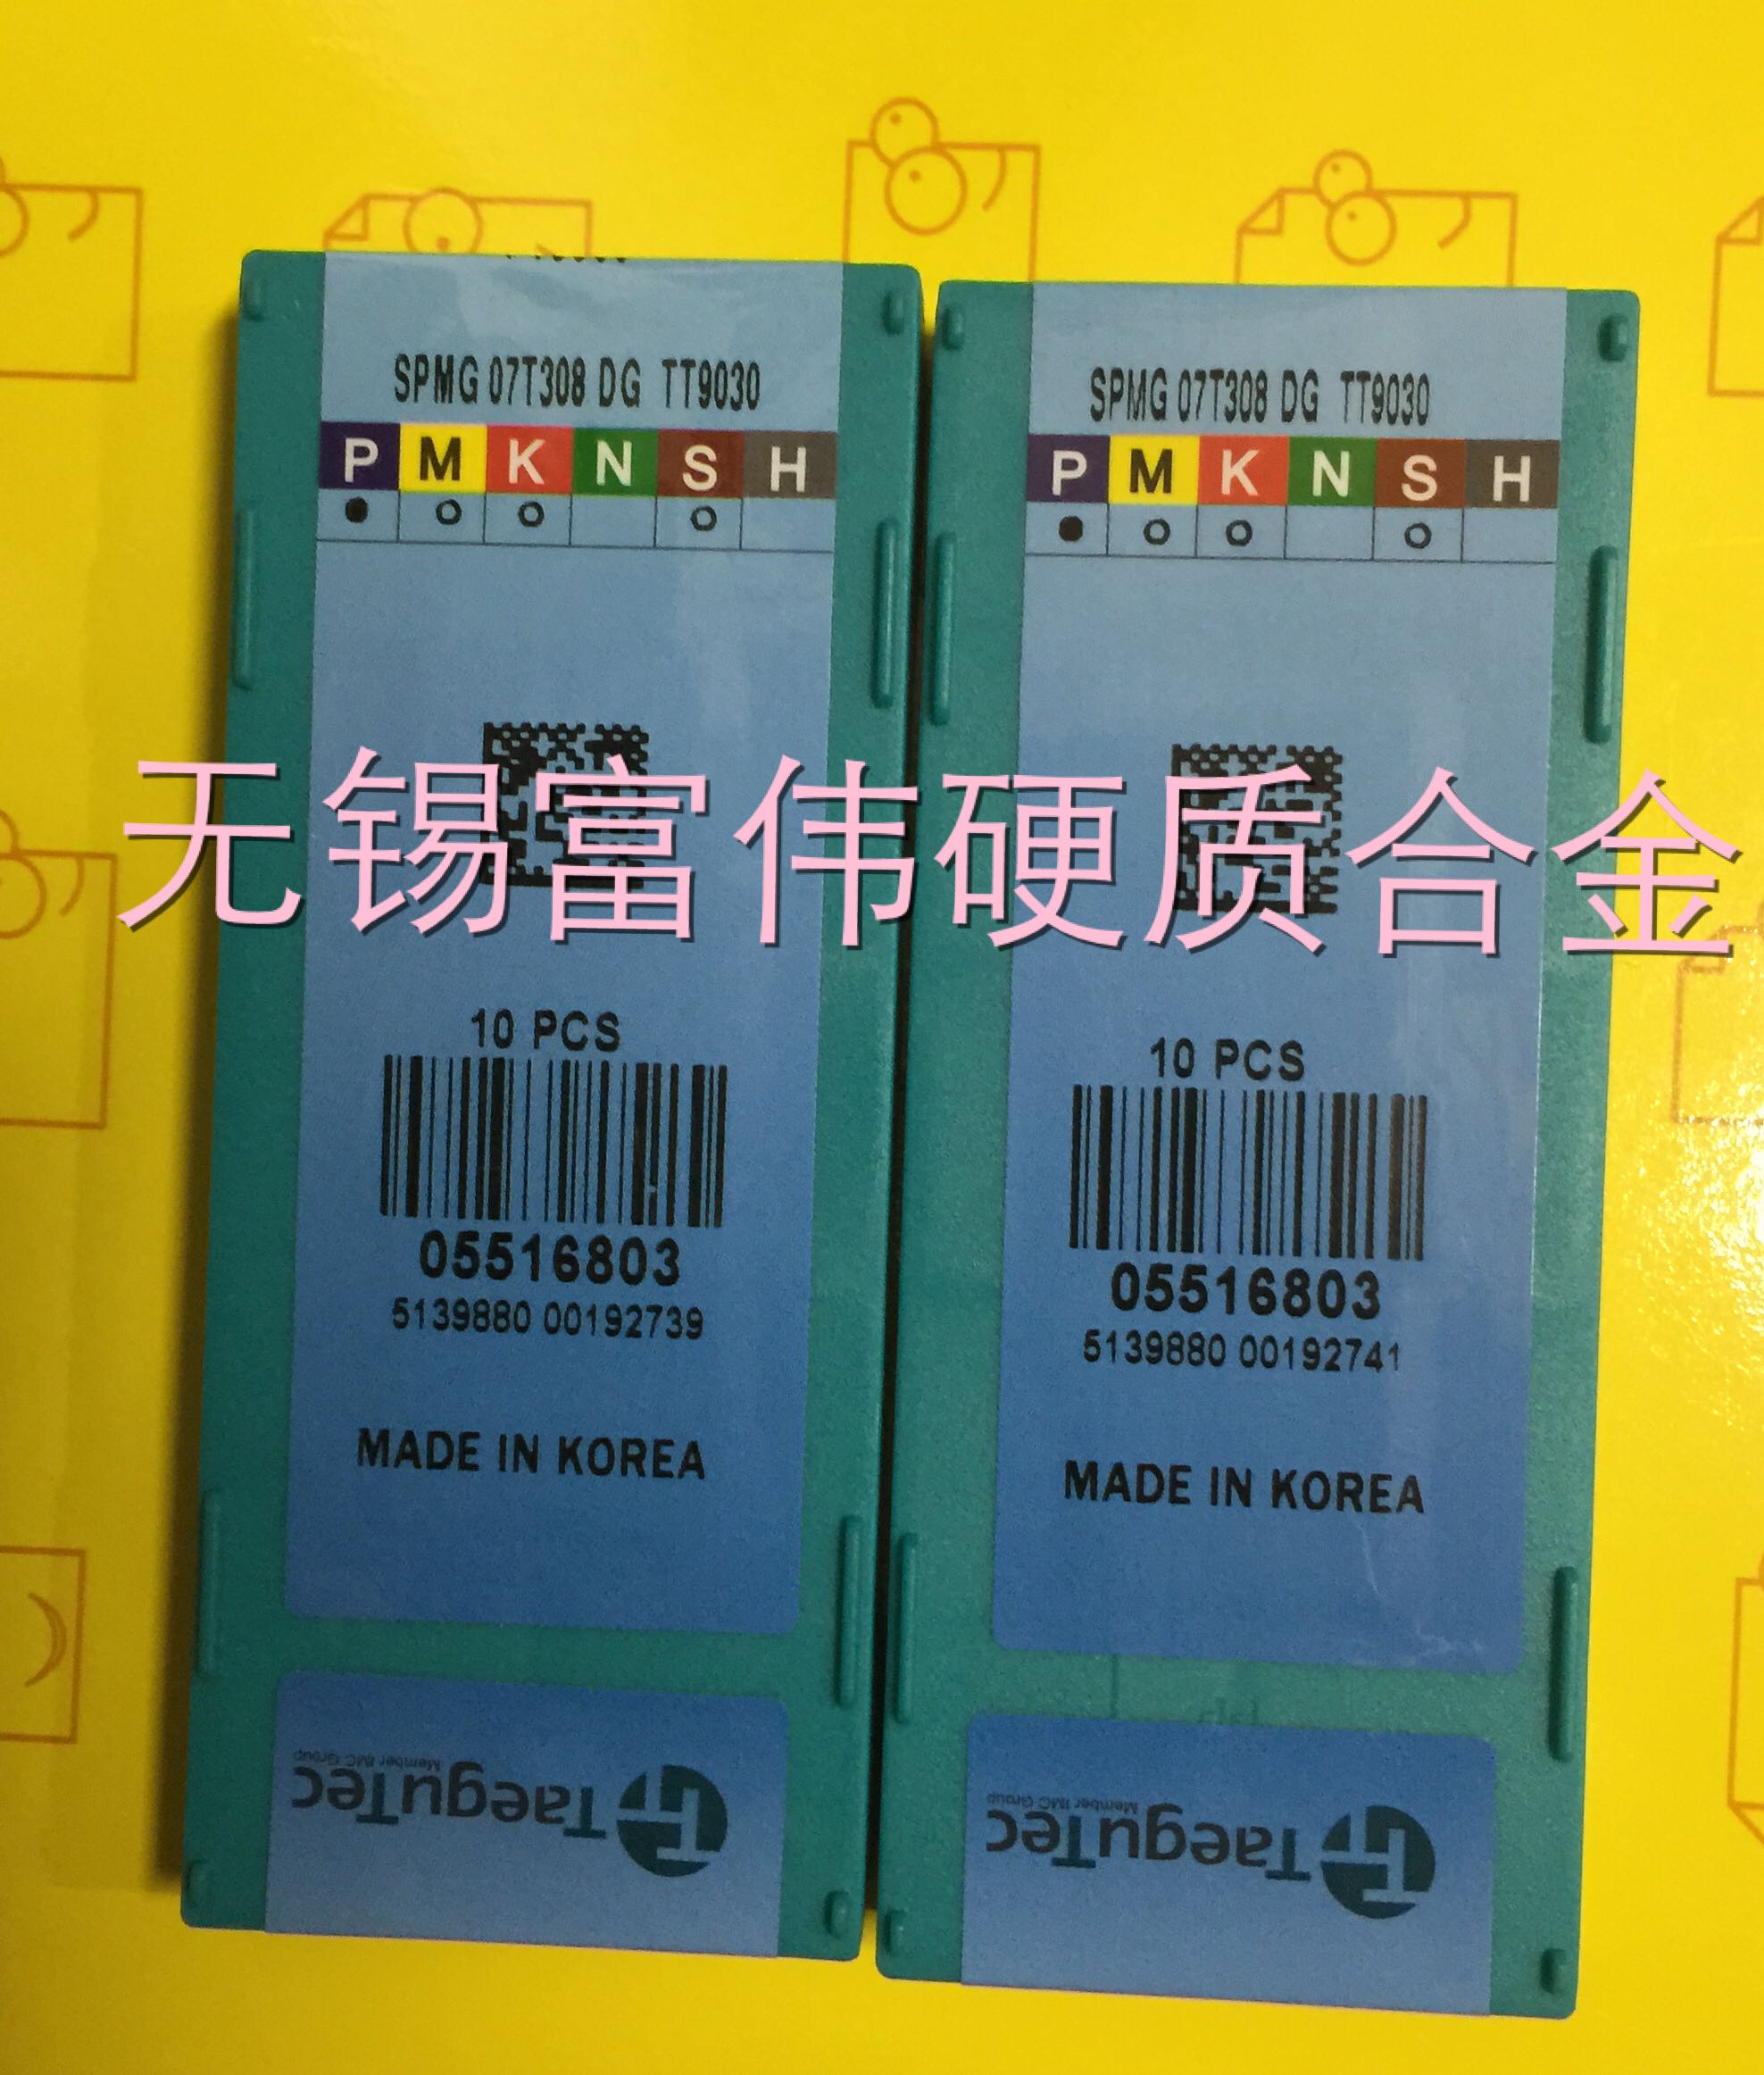 SPMG 07T308 DG TT9030
P M K N S H
10 PCS
05516803
5139880 00192739
MADE IN KOREA
TaeguTec
Member IMC Group
SPMG 07T308 DG TT9030
P M K N S H
10 PCS
05516803
5139880 00192741
MADE IN KOREA
TaeguTec
Member IMC Group
无锡富伟硬质合金